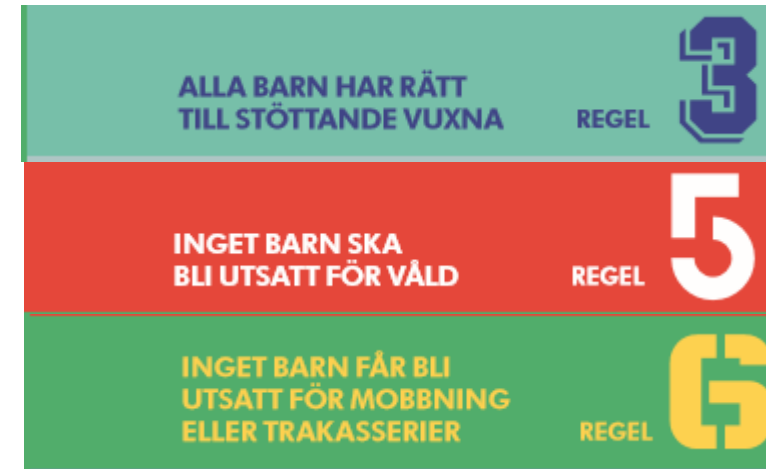 ALLA BARN HAR RÄTT
TILL STÖTTANDE VUXNA
REGEL 3
INGET BARN SKA
BLI UTSATT FÖR VÅLD
REGEL 5
INGET BARN FÅR BLI
UTSATT FÖR MOBBNING
ELLER TRAKASSERIER
REGEL 6